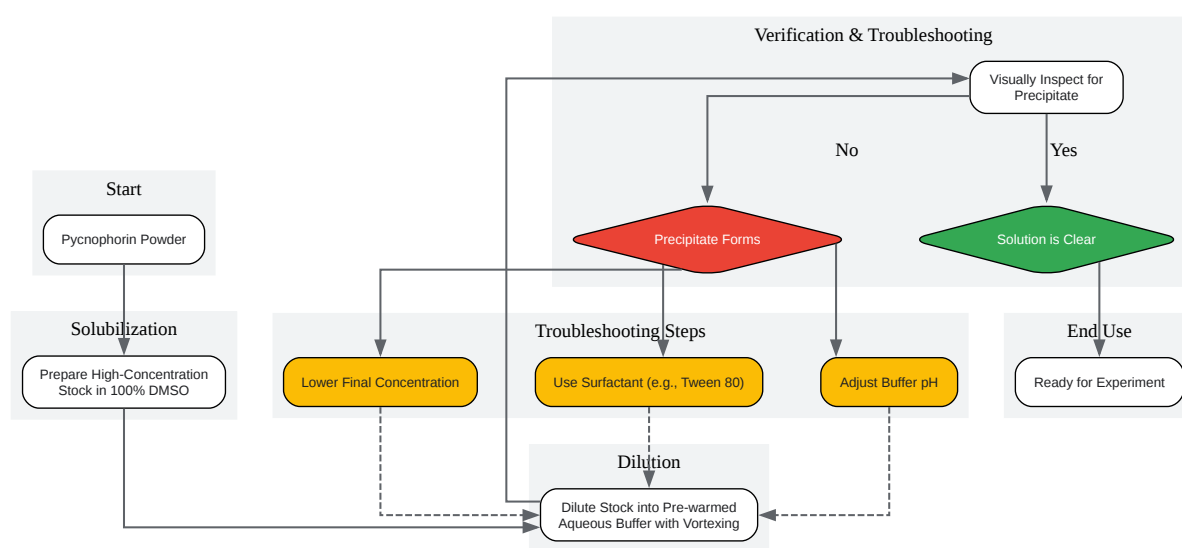 Verification & Troubleshooting
Visually Inspect for
Precipitate
No
Yes
Start
Pycnophorin Powder
Precipitate Forms
Solution is Clear
Solubilization
Prepare High-Concentration
Stock in 100% DMSO
Troubleshooting Steps
Lower Final Concentration
Use Surfactant (e.g., Tween 80)
Adjust Buffer pH
End Use
Ready for Experiment
Dilution
Dilute Stock into Pre-warmed
Aqueous Buffer with Vortexing